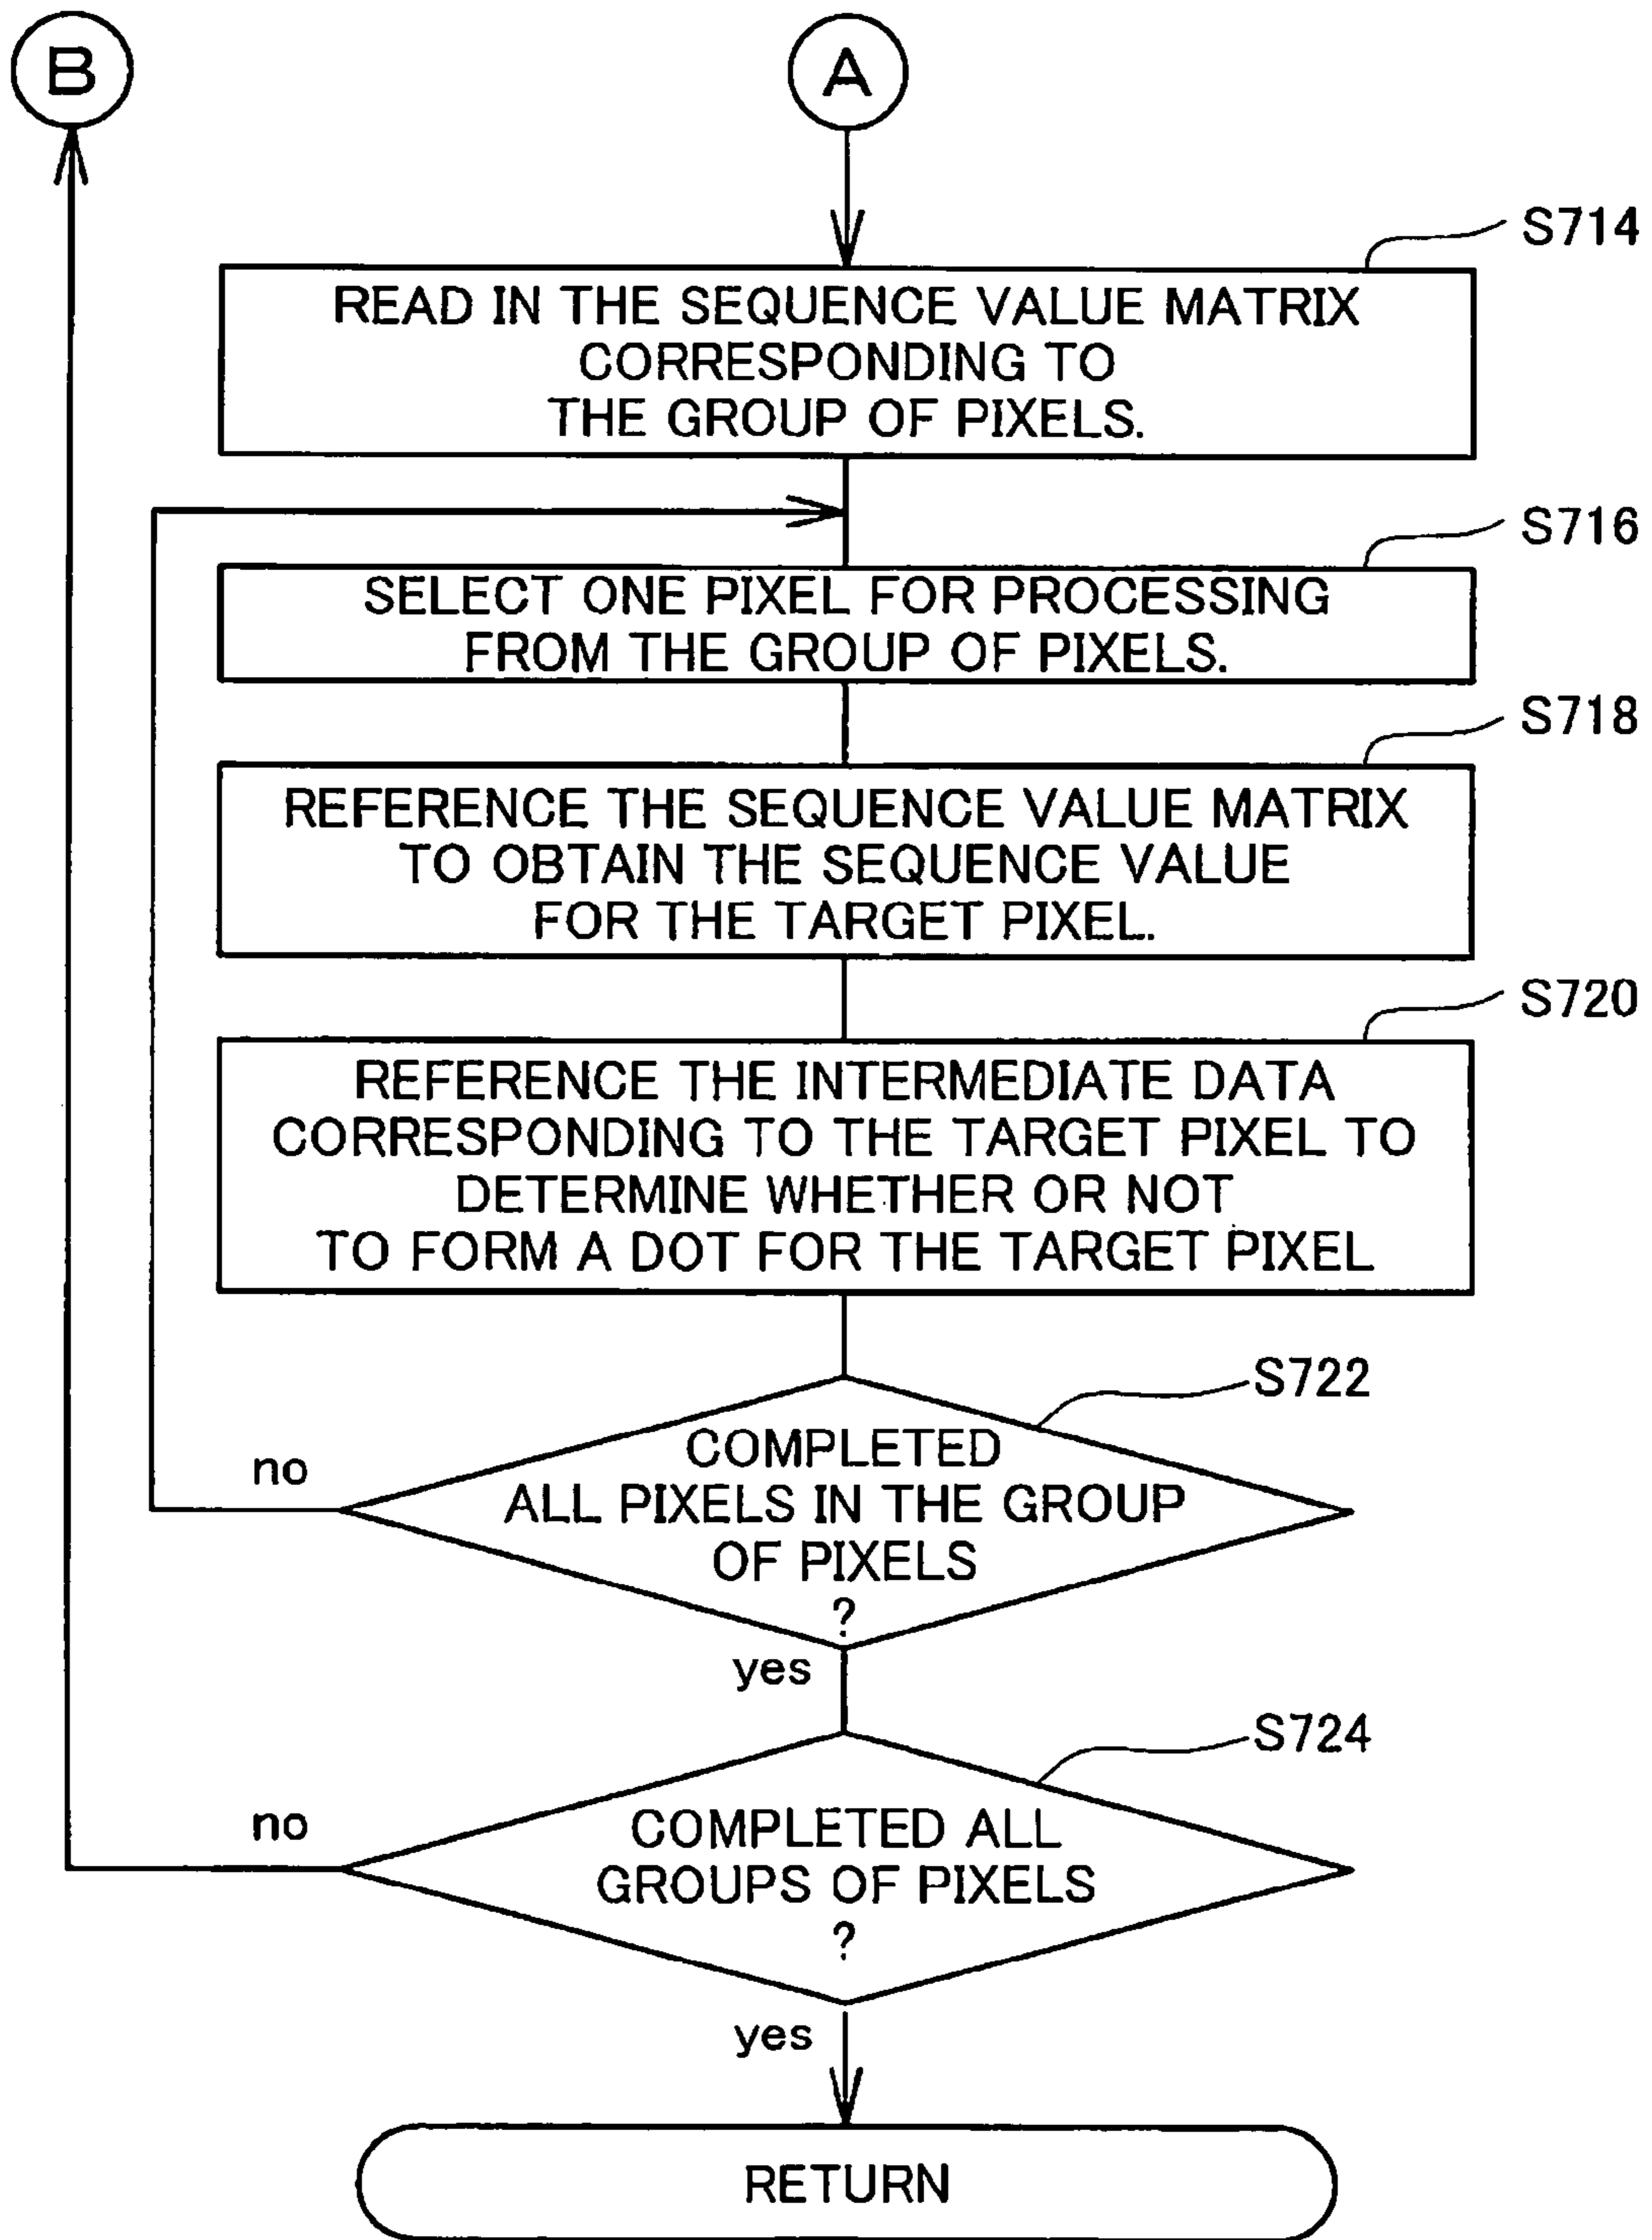 B
A
S714
READ IN THE SEQUENCE VALUE MATRIX
CORRESPONDING TO
THE GROUP OF PIXELS.
S716
SELECT ONE PIXEL FOR PROCESSING
FROM THE GROUP OF PIXELS.
S718
REFERENCE THE SEQUENCE VALUE MATRIX
TO OBTAIN THE SEQUENCE VALUE
FOR THE TARGET PIXEL.
S720
REFERENCE THE INTERMEDIATE DATA
CORRESPONDING TO THE TARGET PIXEL TO
DETERMINE WHETHER OR NOT
TO FORM A DOT FOR THE TARGET PIXEL
S722
COMPLETED
ALL PIXELS IN THE GROUP
OF PIXELS
?
no
yes
S724
COMPLETED ALL
GROUPS OF PIXELS
?
no
yes
RETURN